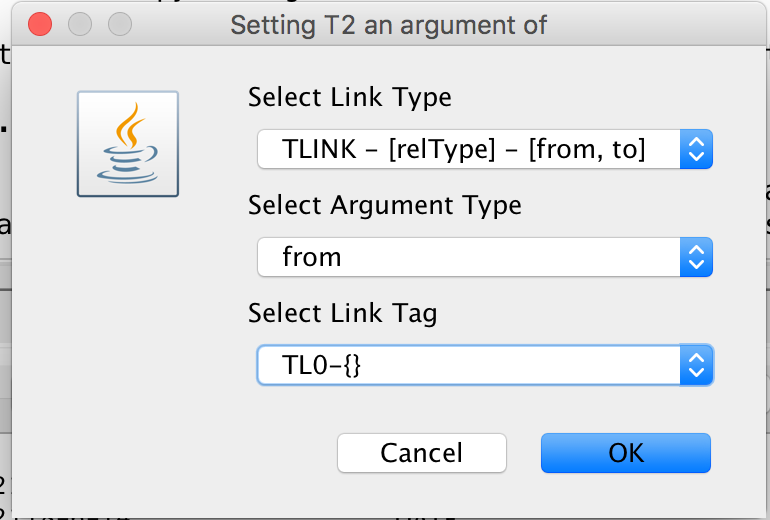 Setting T2 an argument of
Select Link Type
TLINK – [relType] – [from, to]
Select Argument Type
from
Select Link Tag
TL0-{}
Cancel
OK